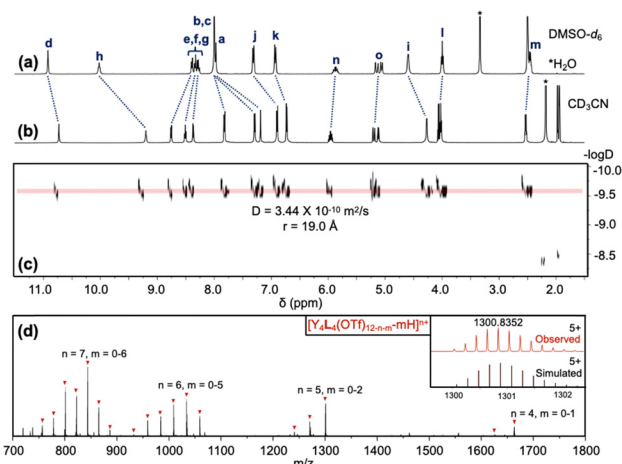 b,c
d
h
e,f,g
a
j
k
n
o
i
l
m
*
DMSO-d6
*H2O
(a)
*
CD3CN
(b)
-logD
-10.0
-9.5
-9.0
-8.5
D = 3.44 X 10-10 m2/s
r = 19.0 Å
(c)
11.0 10.0 9.0 8.0 7.0 6.0 5.0 4.0 3.0 2.0
δ (ppm)
(d)
[Y4L4(OTf)12-n-m-mH]n+
1300.8352
5+
Observed
5+
Simulated
1300 1301 1302
n = 7, m = 0-6
n = 6, m = 0-5
n = 5, m = 0-2
n = 4, m = 0-1
700 800 900 1000 1100 1200 1300 1400 1500 1600 1700 1800
m/z